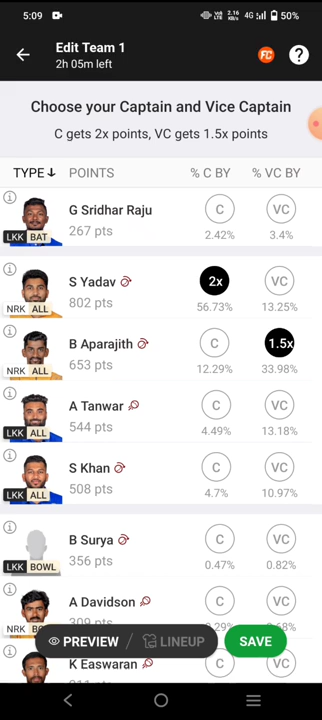 5:09 Vo) LTE 2.16 KB/S 4G 50%
Edit Team 1
2h 05m left
FC ?
Choose your Captain and Vice Captain
C gets 2x points, VC gets 1.5x points
TYPE POINTS % C BY % VC BY
G Sridhar Raju
267 pts
LKK BAT
C VC
2.42% 3.4%
S Yadav
802 pts
NRK ALL
2x VC
56.73% 13.25%
B Aparajith
653 pts
NRK ALL
C 1.5x
12.29% 33.98%
A Tanwar
544 pts
LKK ALL
C VC
4.49% 13.18%
S Khan
508 pts
LKK ALL
C VC
4.7% 10.97%
B Surya
356 pts
LKK BOWL
C VC
0.47% 0.82%
A Davidson
309 pts
NRK
C VC
PREVIEW / LINEUP SAVE
K Easwaran
C VC